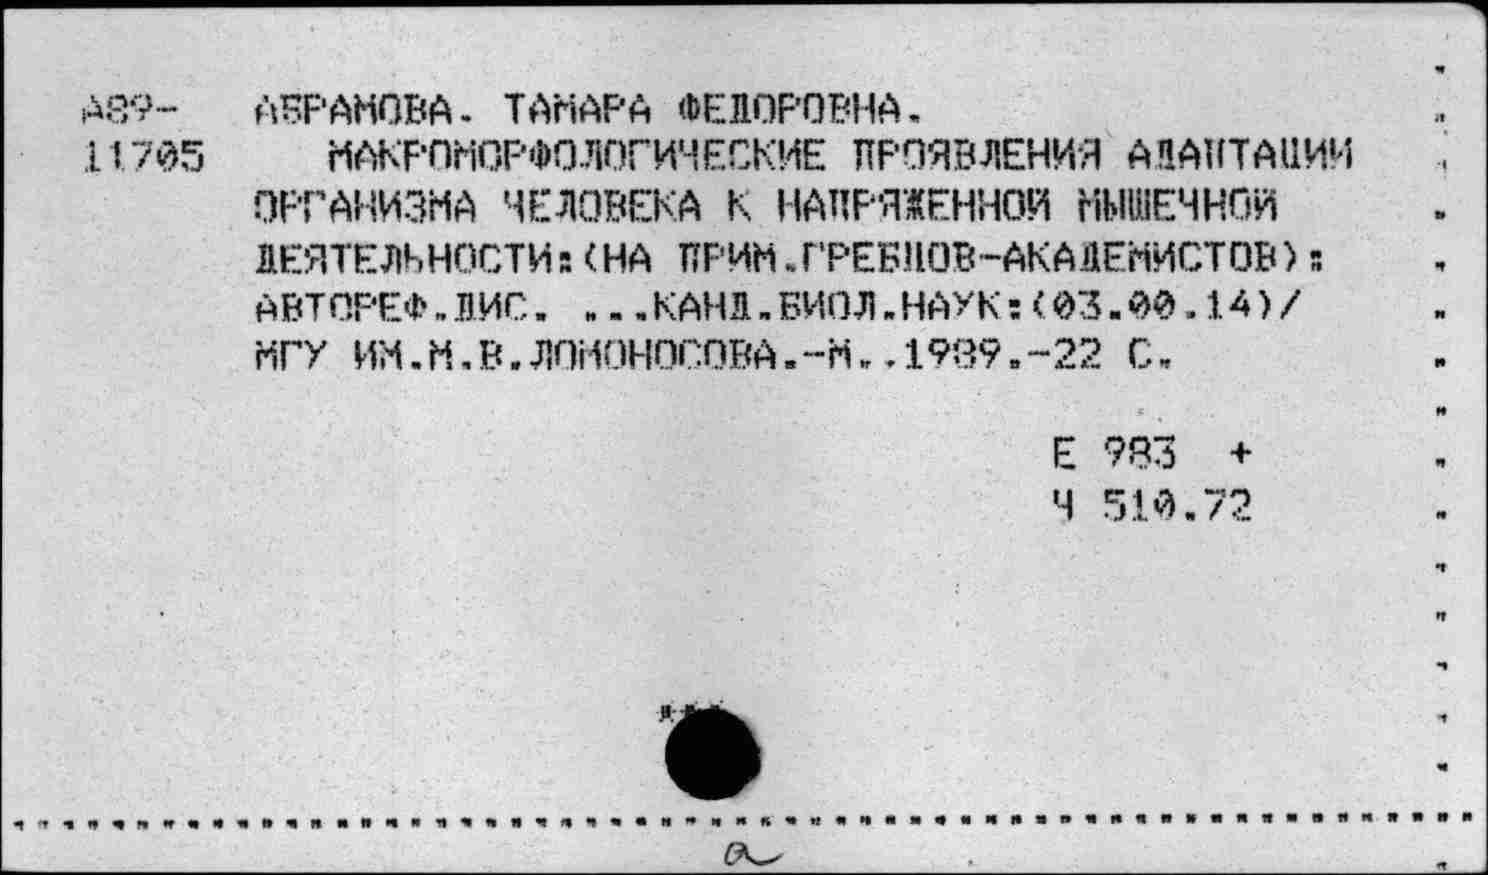 А89- АБРАМОВА. ТАМАРА ФЕДОРОВНА.
11705 МАКРОМОРФОЛОГИЧЕСКИЕ ПРОЯВЛЕНИЯ АДАПТАЦИИ
ОРГАНИЗМА ЧЕЛОВЕКА К НАПРЯЖЕННОЙ МЫШЕЧНОЙ
ДЕЯТЕЛЬНОСТИ:(НА ПРИМ.ГРЕБЦОВ-АКАДЕМИСТОВ):
АВТОРЕФ.ДИС. ...КАНД.БИОЛ.НАУК:(03.00.14)/
МГУ ИМ.М.В.ЛОМОНОСОВА.-М.,1989.-22 С.
Е 983 +
Ч 510.72